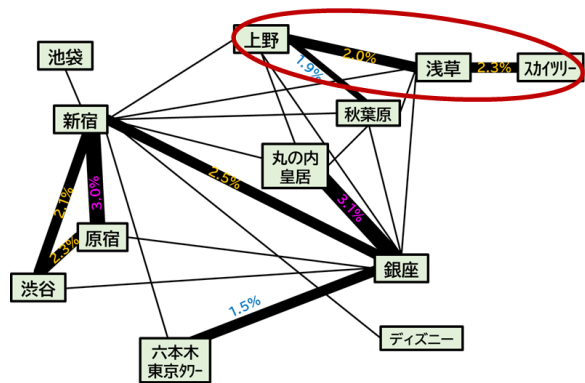 上野
2.0%
池袋
浅草
2.3%
スカイツリー
1.9%
秋葉原
新宿
丸の内
皇居
2.5%
2.1%
3.0%
3.1%
原宿
2.3%
銀座
渋谷
1.5%
ディズニー
六本木
東京タワー